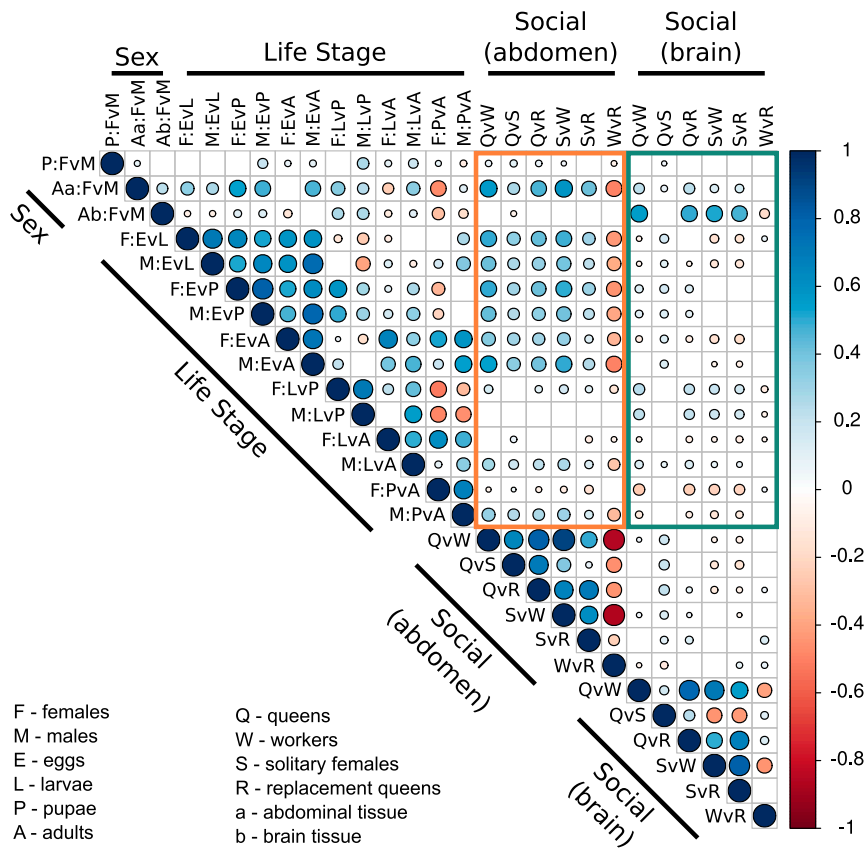 Sex
Life Stage
Social
(abdomen)
Social
(brain)
P:FvM
Aa:FvM
Ab:FvM
F:EvL
M:EvL
F:EvP
M:EvP
F:EvA
M:EvA
F:LvP
M:LvP
F:LvA
M:LvA
F:PvA
M:PvA
QvW
QvS
QvR
SvW
SvR
WvR
QvW
QvS
QvR
SvW
SvR
WvR
P:FvM
Aa:FvM
Ab:FvM
F:EvL
M:EvL
F:EvP
M:EvP
F:EvA
M:EvA
F:LvP
M:LvP
F:LvA
M:LvA
F:PvA
M:PvA
QvW
QvS
QvR
SvW
SvR
WvR
QvW
QvS
QvR
SvW
SvR
WvR
Sex
Life Stage
Social
(abdomen)
Social
(brain)
1
0.8
0.6
0.4
0.2
0
-0.2
-0.4
-0.6
-0.8
-1
F - females
M - males
E - eggs
L - larvae
P - pupae
A - adults
Q - queens
W - workers
S - solitary females
R - replacement queens
a - abdominal tissue
b - brain tissue